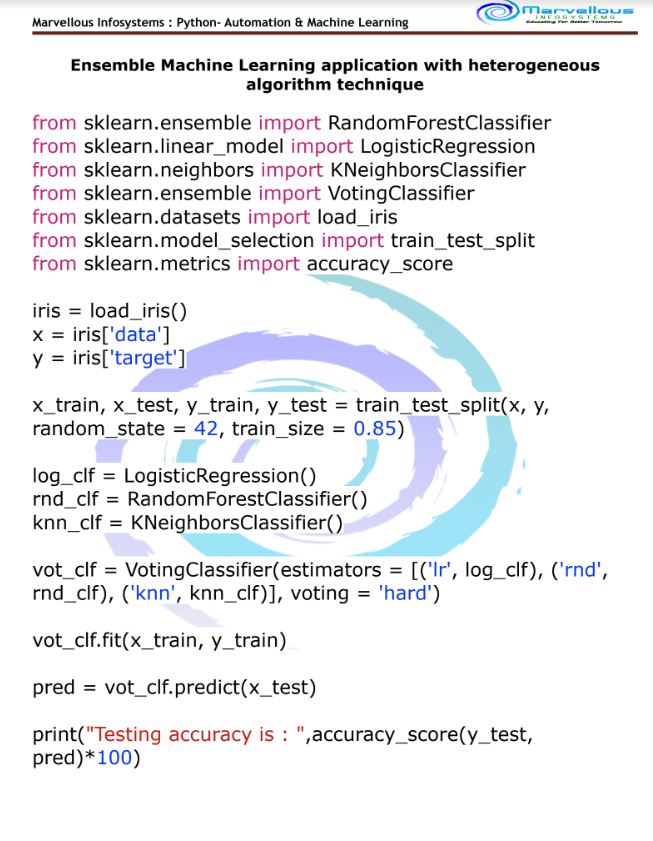 Marvellous Infosystems : Python- Automation & Machine Learning
Marvellous
INFOSYSTEMS
Educating For Better Tomorrow
Ensemble Machine Learning application with heterogeneous
algorithm technique
from sklearn.ensemble import RandomForestClassifier
from sklearn.linear_model import LogisticRegression
from sklearn.neighbors import KNeighborsClassifier
from sklearn.ensemble import VotingClassifier
from sklearn.datasets import load_iris
from sklearn.model_selection import train_test_split
from sklearn.metrics import accuracy_score
iris = load_iris()
x = iris['data']
y = iris['target']
x_train, x_test, y_train, y_test = train_test_split(x, y,
random_state = 42, train_size = 0.85)
log_clf = LogisticRegression()
rnd_clf = RandomForestClassifier()
knn_clf = KNeighborsClassifier()
vot_clf = VotingClassifier(estimators = [('lr', log_clf), ('rnd',
rnd_clf), ('knn', knn_clf)], voting = 'hard')
vot_clf.fit(x_train, y_train)
pred = vot_clf.predict(x_test)
print("Testing accuracy is : ",accuracy_score(y_test,
pred)*100)